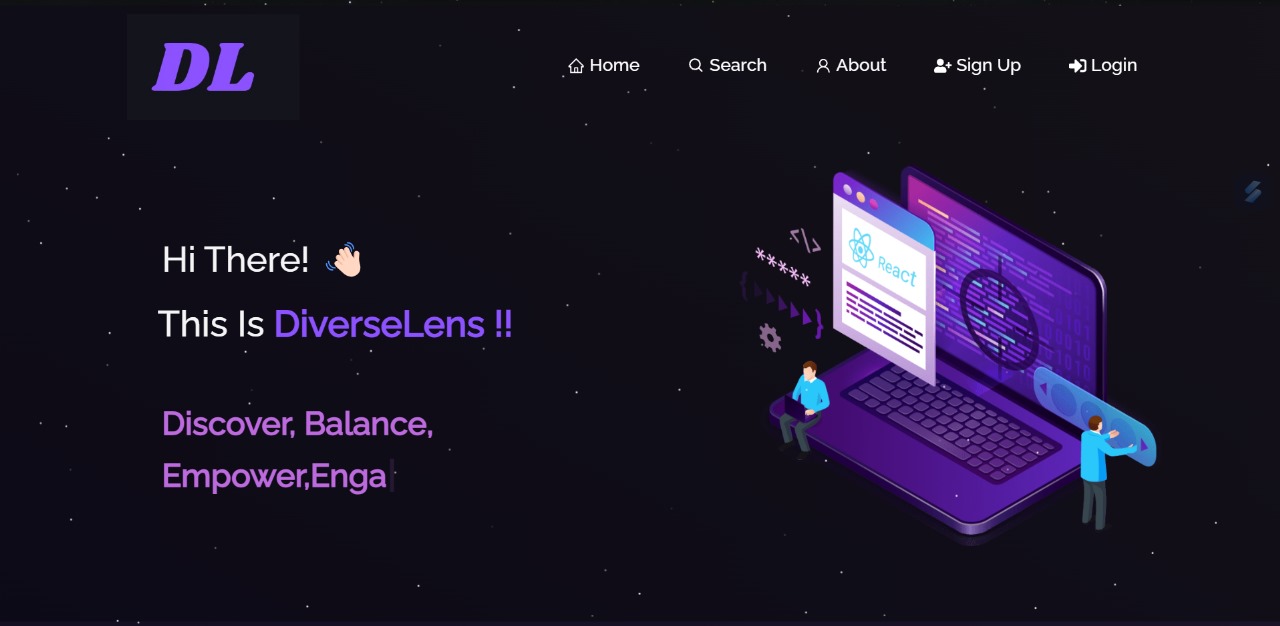 DL
Home Search About Sign Up Login
Hi There! 👋🏻
This Is DiverseLens !!
Discover, Balance,
Empower,Enga
</>
*****
React